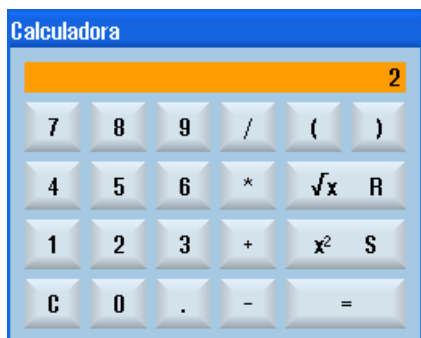 Calculadora
2
7 8 9 / ( )
4 5 6 * √x R
1 2 3 + x² S
C 0 . - =